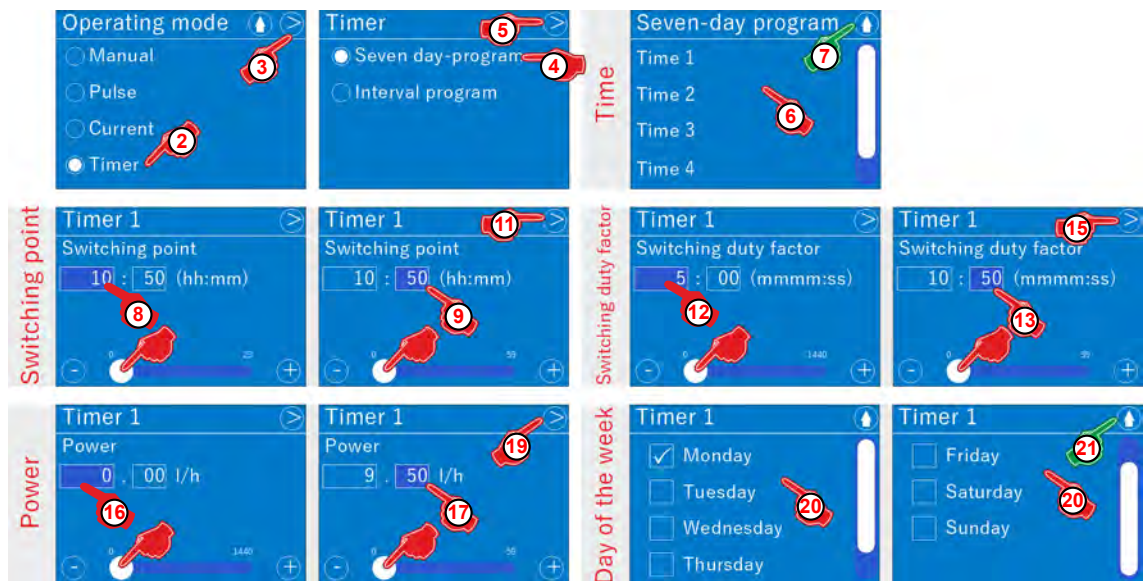 Operating mode
Manual
Pulse
Current
Timer
2
3
Timer
Seven day-program
Interval program
5
4
Time
Seven-day program
Time 1
Time 2
Time 3
Time 4
7
6
Switching point
Timer 1
Switching point
10 : 50 (hh:mm)
8
0 23
- +
Timer 1
Switching point
10 : 50 (hh:mm)
11
9
0 59
- +
Switching duty factor
Timer 1
Switching duty factor
5 : 00 (mmmm:ss)
12
0 1440
- +
Timer 1
Switching duty factor
10 : 50 (mmmm:ss)
15
13
0 59
- +
Power
Timer 1
Power
0 . 00 l/h
16
0 1440
- +
Timer 1
Power
9 . 50 l/h
19
17
0 56
- +
Day of the week
Timer 1
Monday
Tuesday
Wednesday
Thursday
20
Timer 1
Friday
Saturday
Sunday
21
20